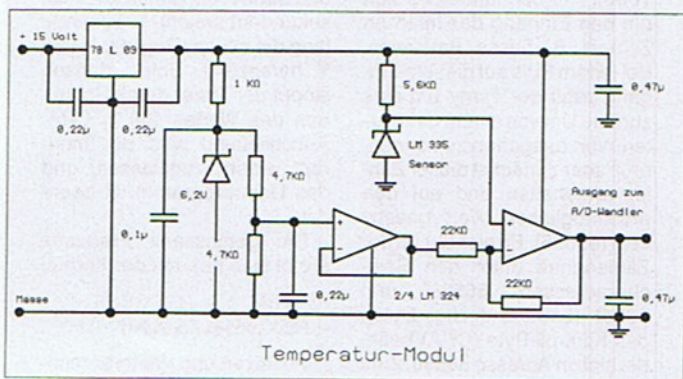 + 15 Volt
78 L 09
0,22µ
0,22µ
1 KΩ
5,6KΩ
0,47µ
LM 335
Sensor
6,2V
4,7KΩ
0,1µ
4,7KΩ
Ausgang zum
A/D-Wandler
+
-
22KΩ
+
-
22KΩ
0,22µ
2/4 LM 324
0,47µ
Masse
Temperatur-Modul